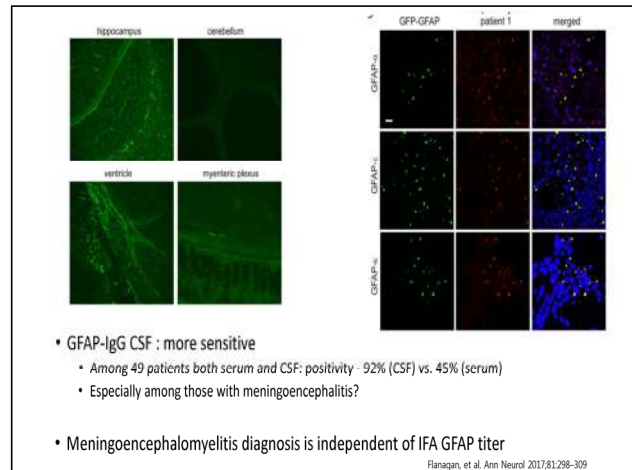 hippocampus cerebellum
ventricle myenteric plexus
GFP-GFAP patient 1 merged
GFAP-α
GFAP-ε
GFAP-κ
• GFAP-IgG CSF : more sensitive
• Among 49 patients both serum and CSF: positivity - 92% (CSF) vs. 45% (serum)
• Especially among those with meningoencephalitis?
• Meningoencephalomyelitis diagnosis is independent of IFA GFAP titer
Flanagan, et al. Ann Neurol 2017;81:298–309